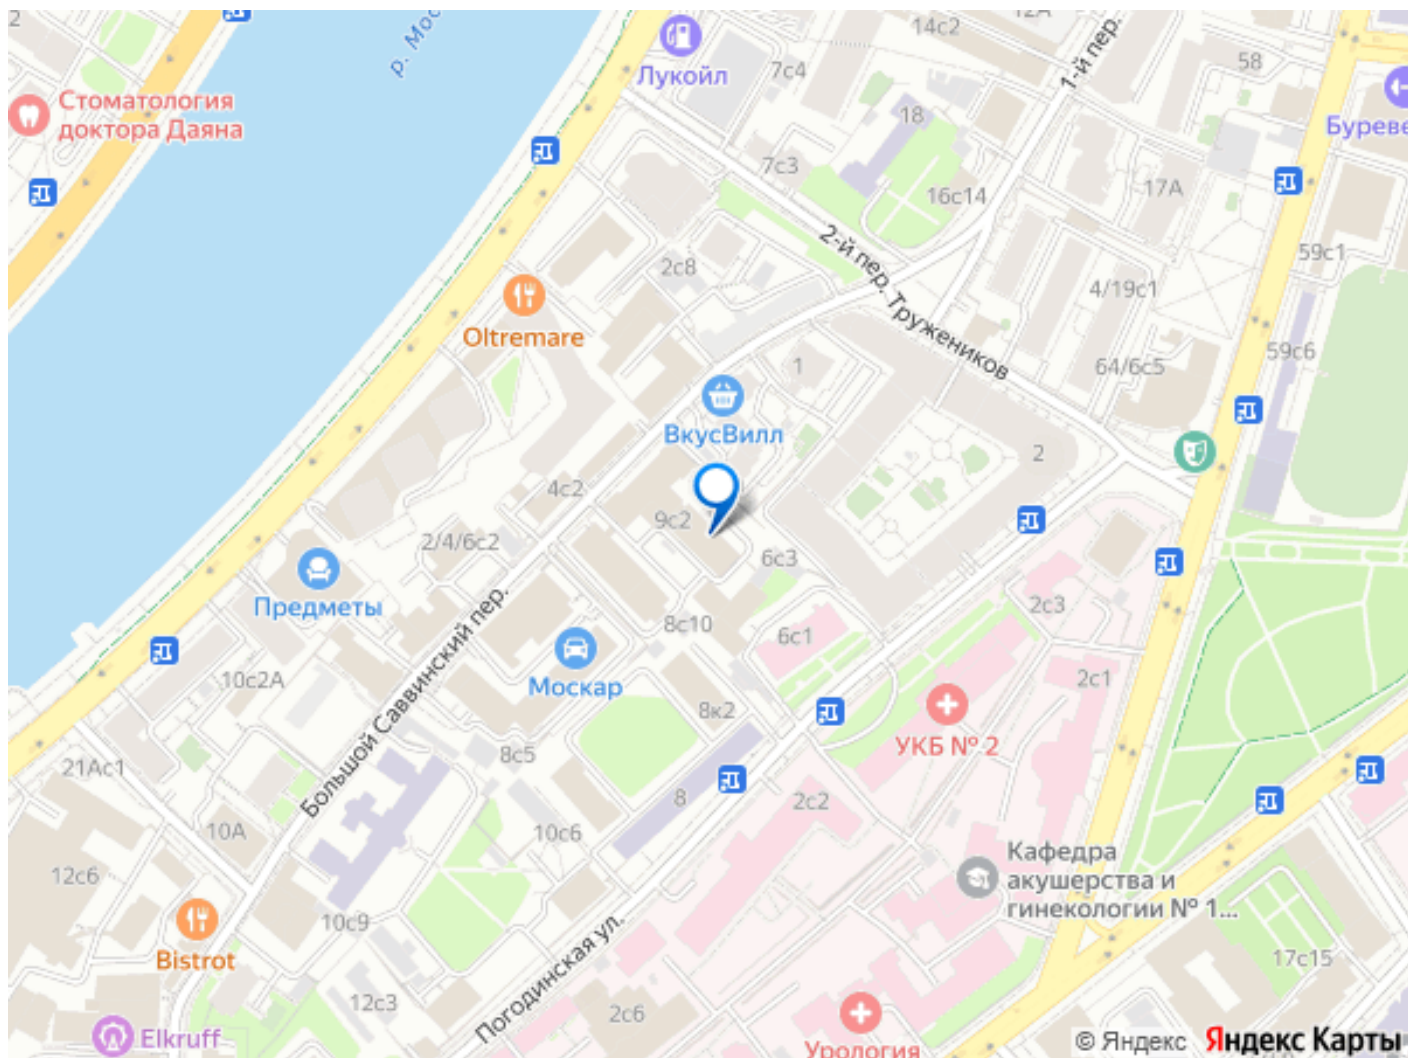 2
р. Мос
14с2
12А
1-й пер.
58
Лукойл
7с4
Стоматология
доктора Даяна
Буреве
18
7с3
17А
16с14
2-й пер. Тружеников
59с1
2с8
4/19с1
Oltremare
1
64/6с5
59с6
ВкусВилл
2
4с2
9с2
2/4/6с2
6с3
Предметы
2с3
8с10
6с1
Большой Саввинский пер.
10с2А
Москар
2с1
8к2
УКБ № 2
8с5
21Ас1
8
2с2
10А
10с6
Кафедра
акушерства и
гинекологии № 1...
12с6
10с9
Погодинская ул.
Bistrot
17с15
12с3
2с6
Elkruff
Урология
© Яндекс Яндекс Карты